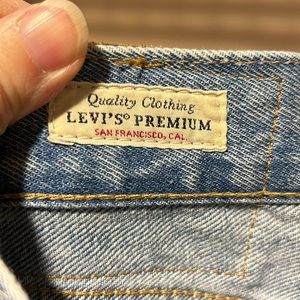 Quality Clothing
LEVI'S® PREMIUM
SAN FRANCISCO, CAL.